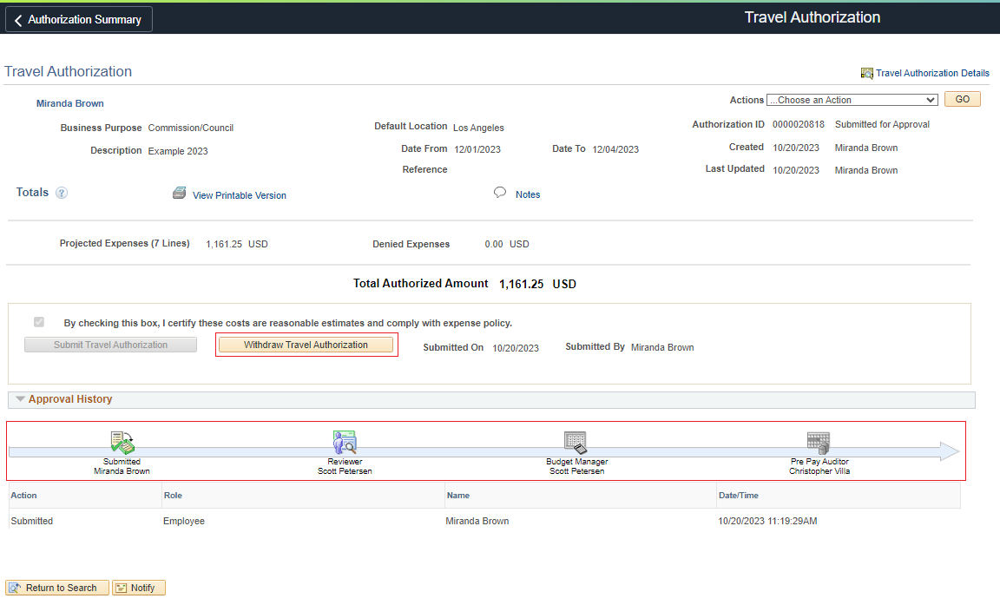 Authorization Summary
Travel Authorization
Travel Authorization
Travel Authorization Details
Miranda Brown
Actions ...Choose an Action GO
Business Purpose Commission/Council
Default Location Los Angeles
Authorization ID 0000020818 Submitted for Approval
Description Example 2023
Date From 12/01/2023 Date To 12/04/2023
Created 10/20/2023 Miranda Brown
Reference
Last Updated 10/20/2023 Miranda Brown
Totals ? View Printable Version Notes
Projected Expenses (7 Lines) 1,161.25 USD Denied Expenses 0.00 USD
Total Authorized Amount 1,161.25 USD
By checking this box, I certify these costs are reasonable estimates and comply with expense policy.
Submit Travel Authorization Withdraw Travel Authorization Submitted On 10/20/2023 Submitted By Miranda Brown
Approval History
Submitted Reviewer Budget Manager Pre Pay Auditor
Miranda Brown Scott Petersen Scott Petersen Christopher Villa
Action Role Name Date/Time
Submitted Employee Miranda Brown 10/20/2023 11:19:29AM
Return to Search Notify